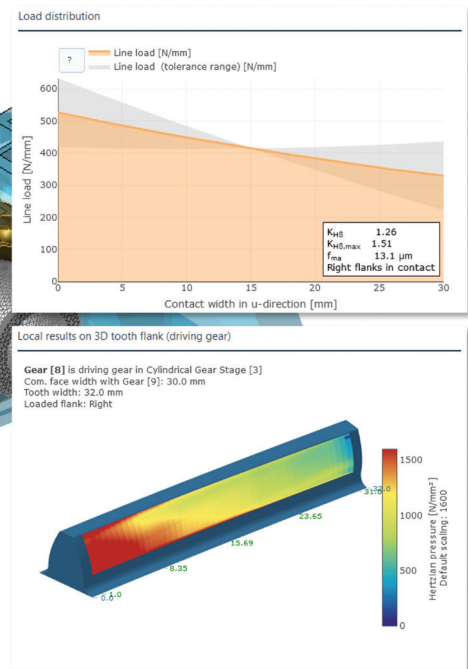 Load distribution
?
Line load [N/mm]
Line load (tolerance range) [N/mm]
600
500
400
300
200
100
0
Line load [N/mm]
KHß 1.26
KHß,max 1.51
fma 13.1 µm
Right flanks in contact
0 5 10 15 20 25 30
Contact width in u-direction [mm]
Local results on 3D tooth flank (driving gear)
Gear [8] is driving gear in Cylindrical Gear Stage [3]
Com. face width with Gear [9]: 30.0 mm
Tooth width: 32.0 mm
Loaded flank: Right
1500
1000
500
0
Hertzian pressure [N/mm²]
Default scaling: 1600
32.0
31.0
23.65
15.69
8.35
1.0
0.0